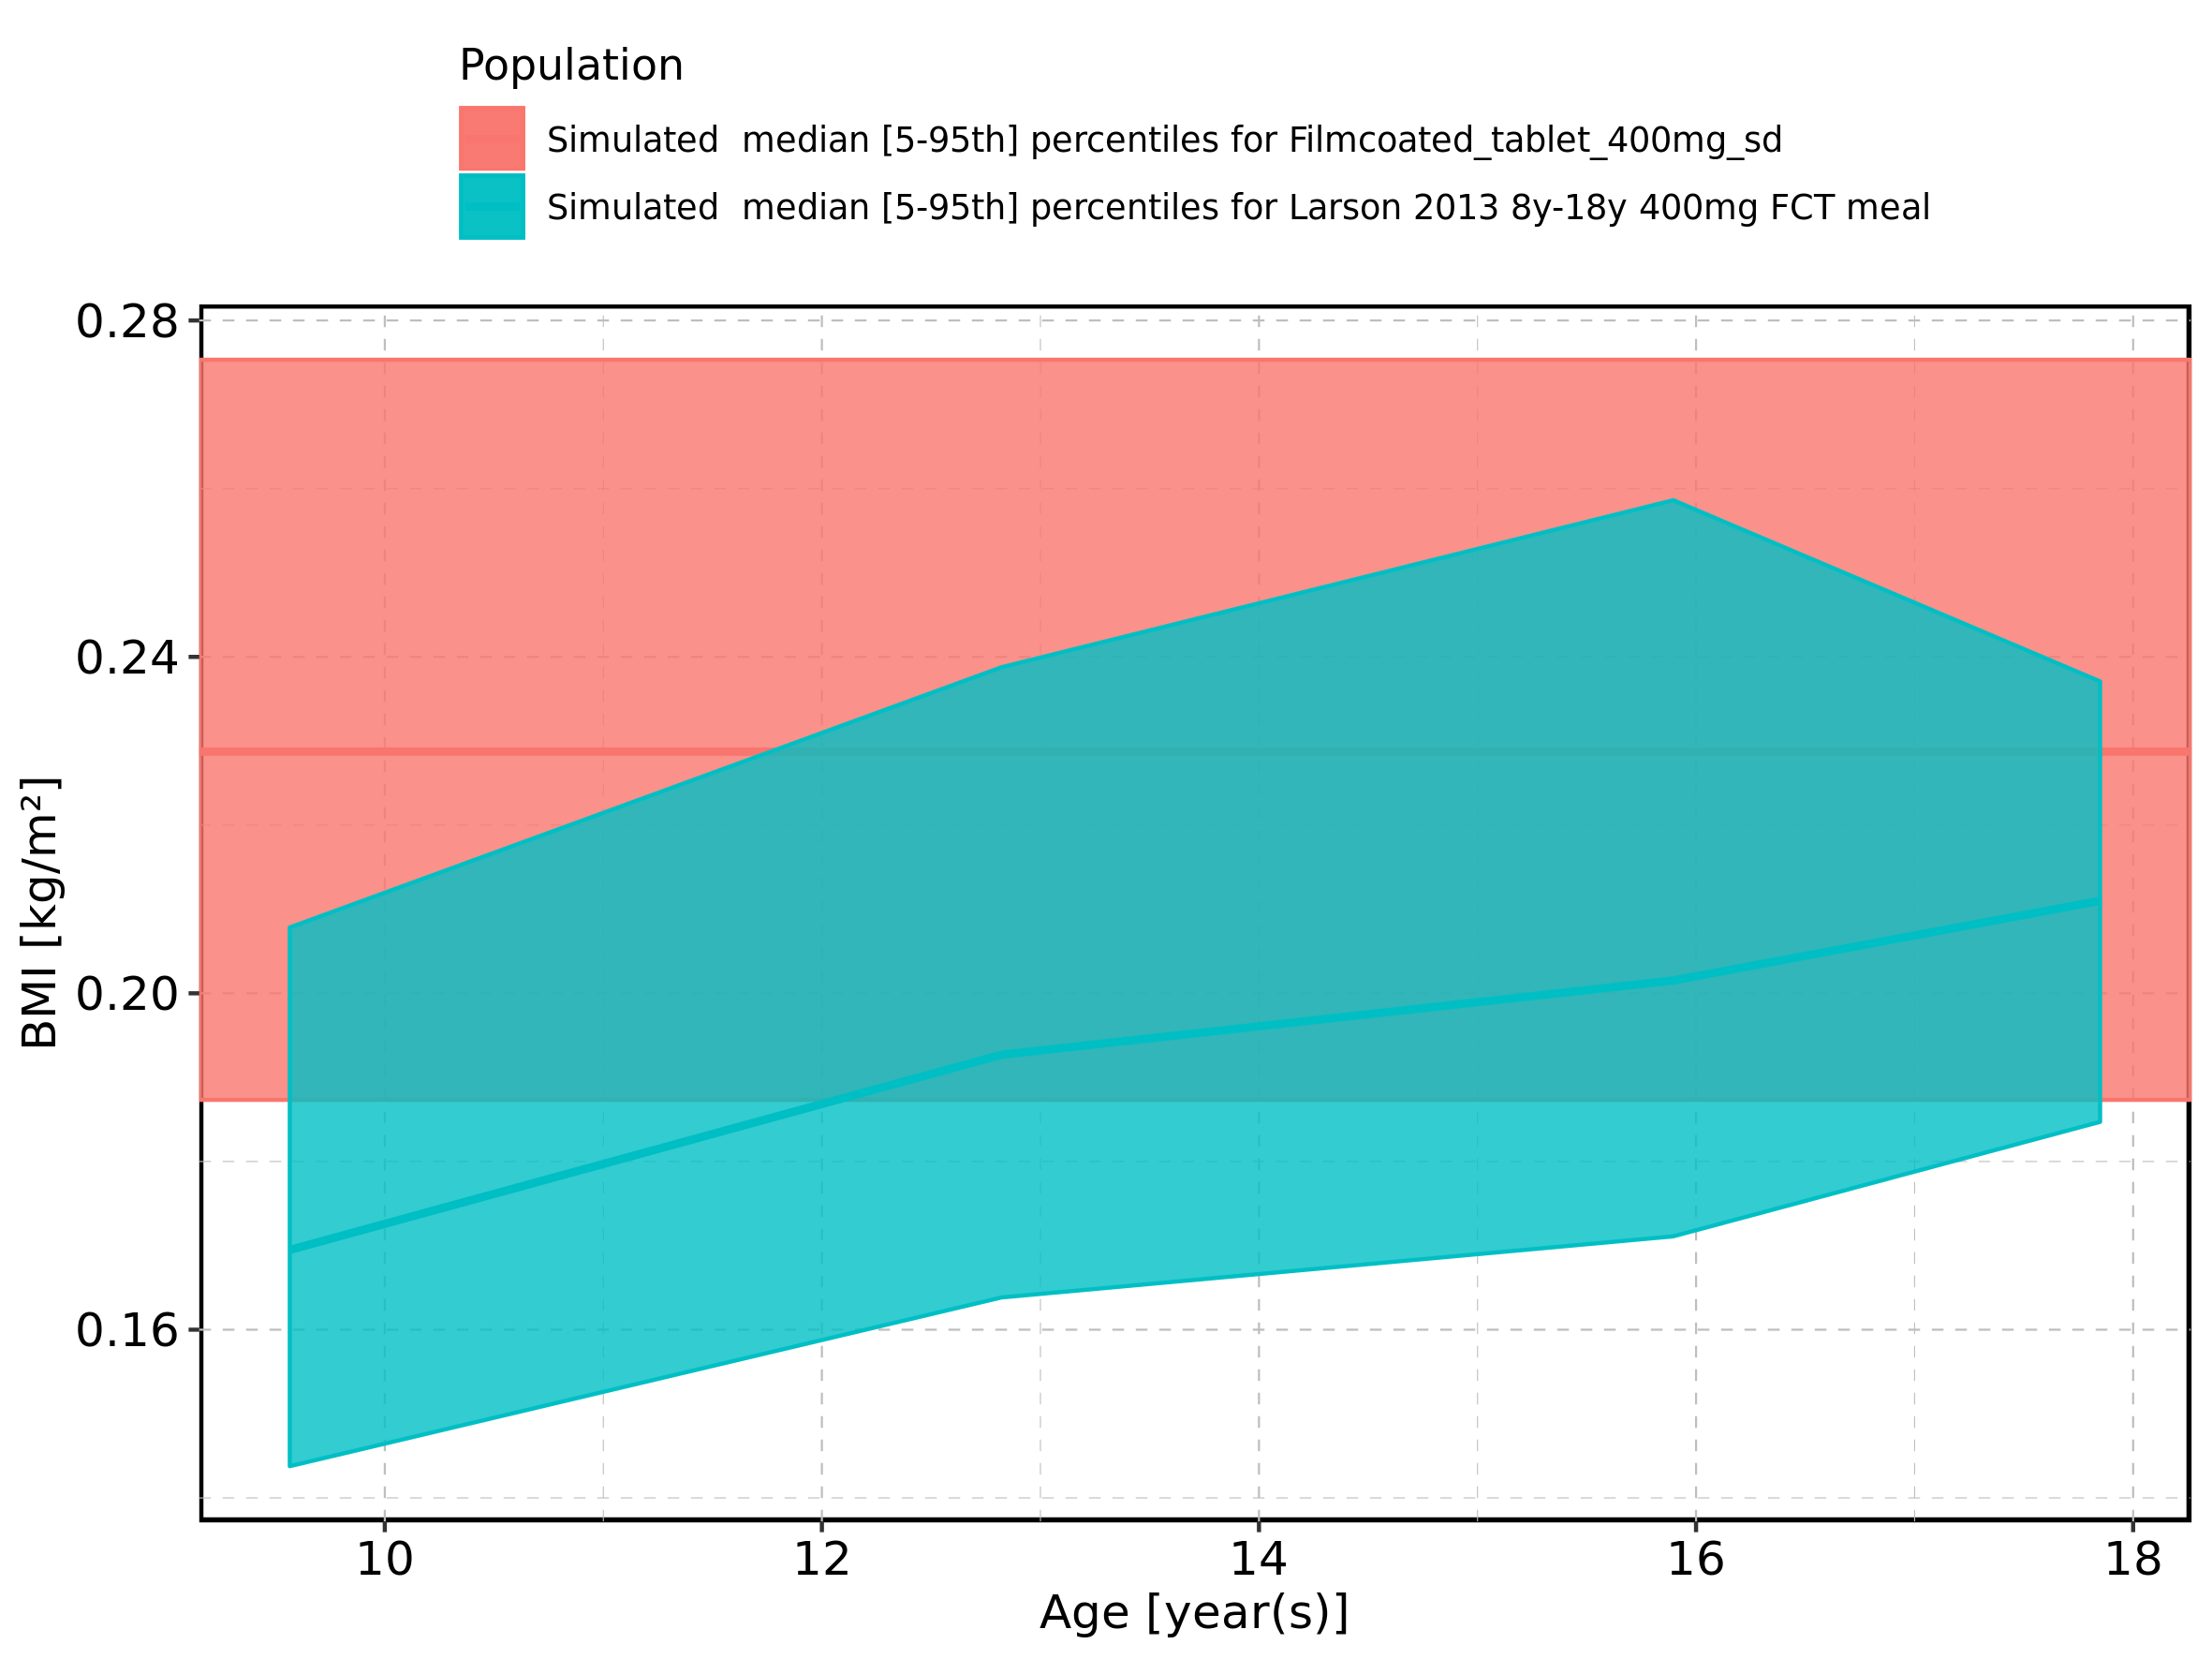 Population
Simulated  median [5-95th] percentiles for Filmcoated_tablet_400mg_sd
Simulated  median [5-95th] percentiles for Larson 2013 8y-18y 400mg FCT meal
0.28
0.24
0.20
0.16
BMI [kg/m²]
10 12 14 16 18
Age [year(s)]